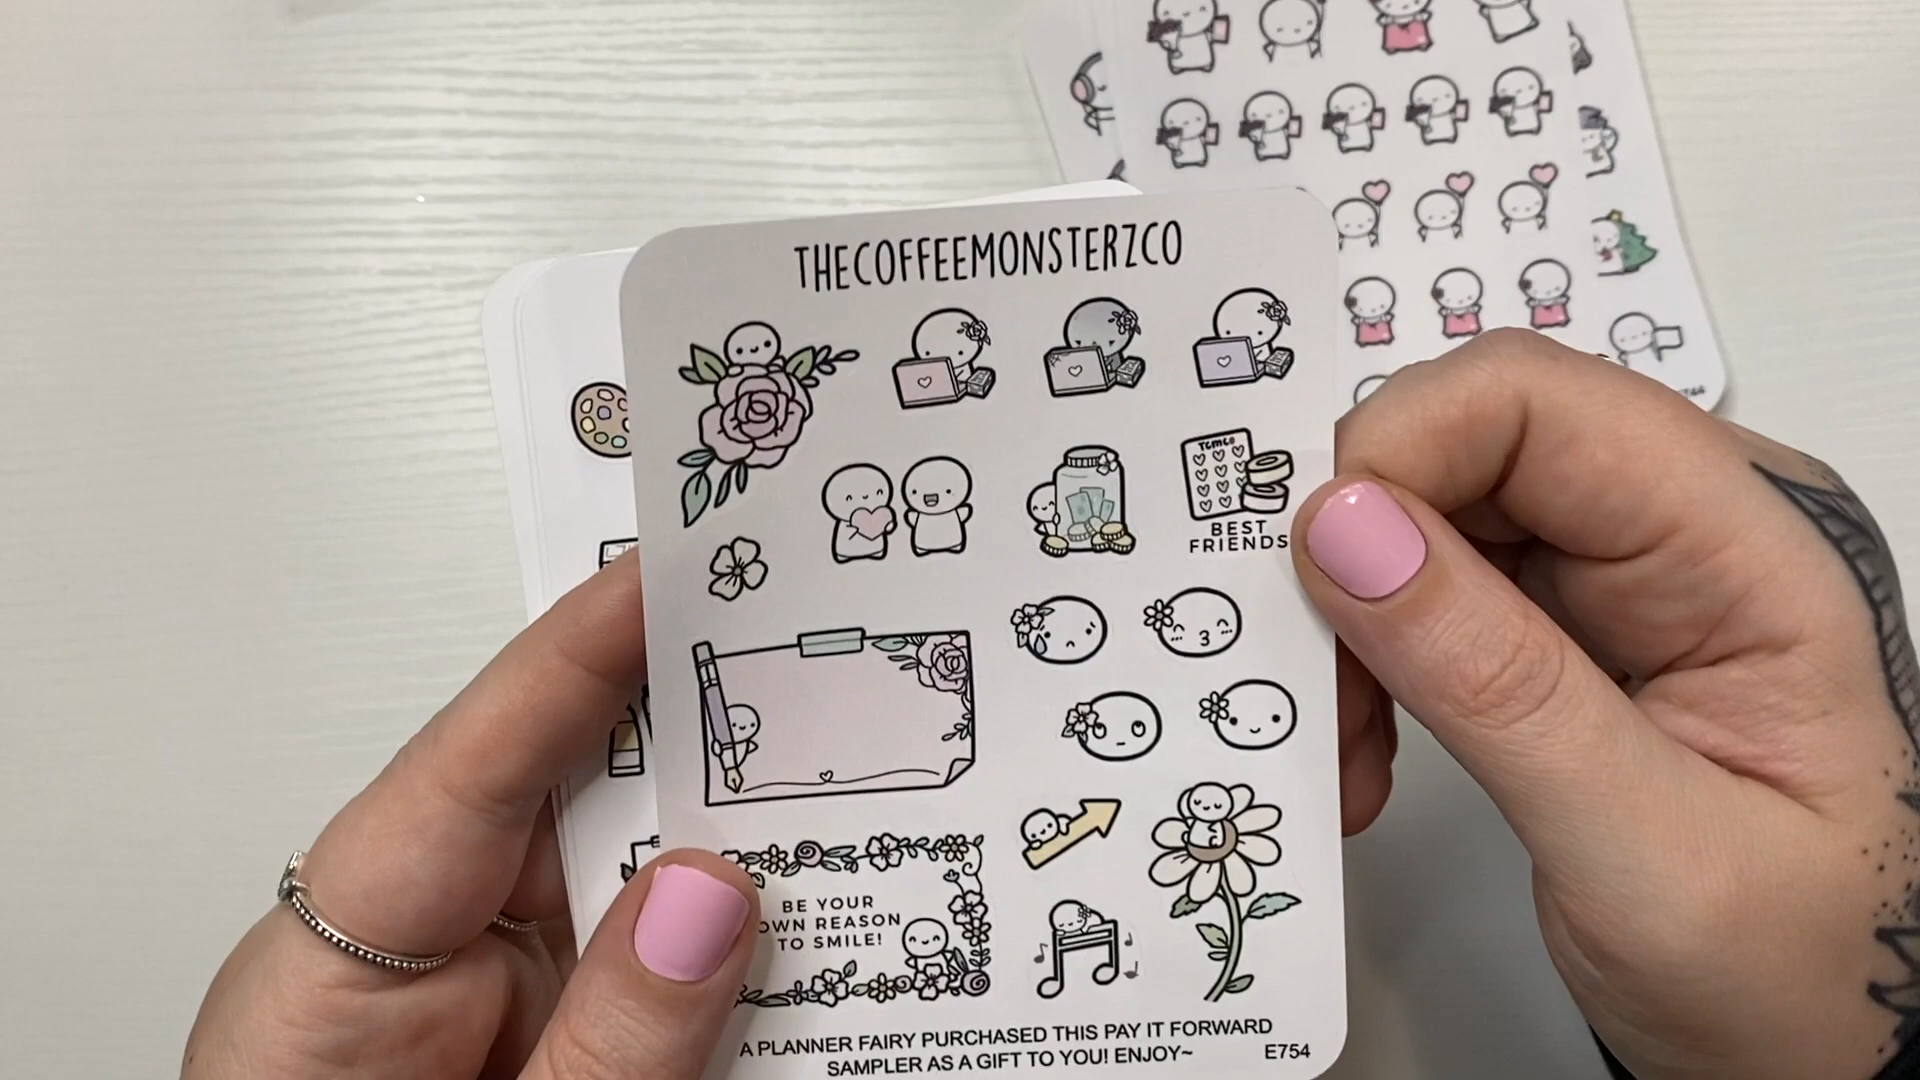 THECOFFEEMONSTERZCO
TCMCO
BEST
FRIENDS
BE YOUR
OWN REASON
TO SMILE!
A PLANNER FAIRY PURCHASED THIS PAY IT FORWARD
SAMPLER AS A GIFT TO YOU! ENJOY~
E754